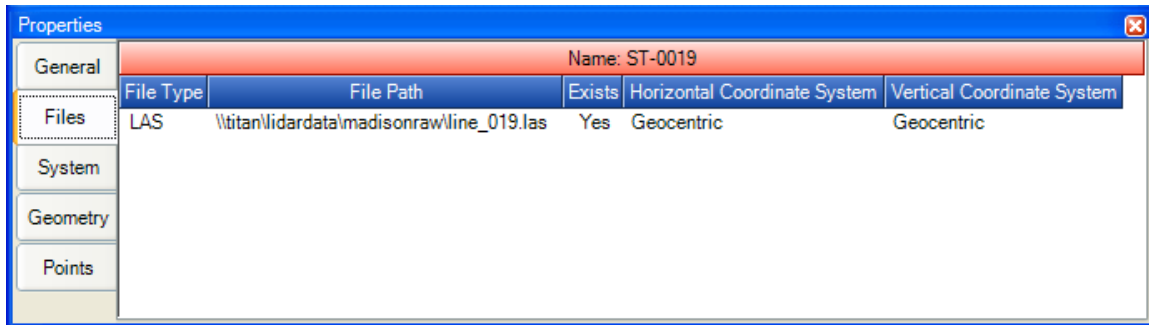 Properties
General
Files
System
Geometry
Points
Name: ST-0019
File Type File Path Exists Horizontal Coordinate System Vertical Coordinate System
LAS \\titan\lidardata\madisonraw\line_019.las Yes Geocentric Geocentric